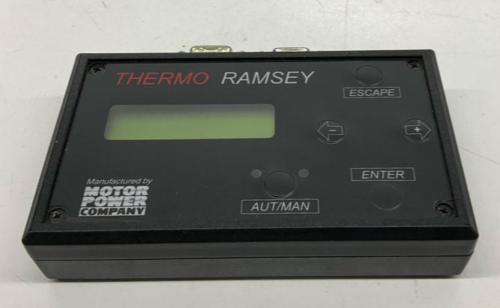 THERMO RAMSEY
ESCAPE
-
+
Manufactured by
MOTOR
POWER
COMPANY
ENTER
AUT/MAN